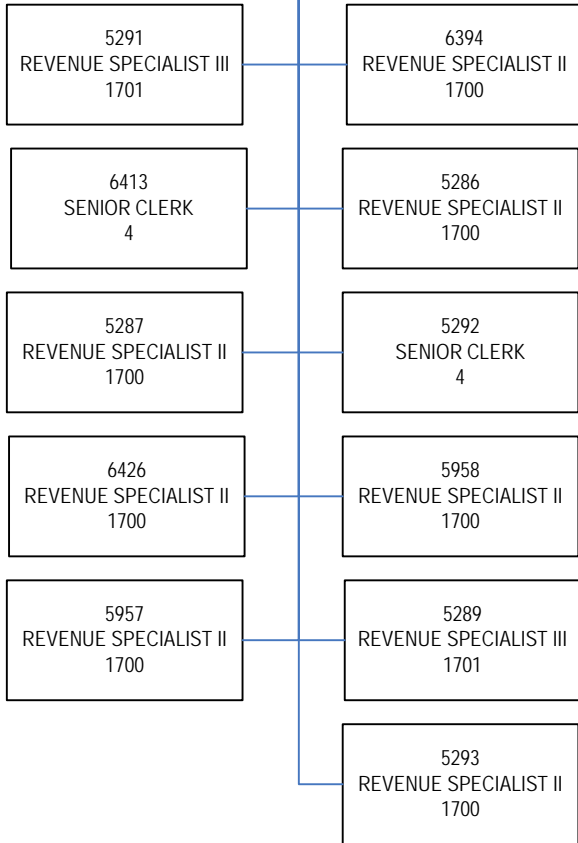 5291
REVENUE SPECIALIST III
1701
6394
REVENUE SPECIALIST II
1700
6413
SENIOR CLERK
4
5286
REVENUE SPECIALIST II
1700
5287
REVENUE SPECIALIST II
1700
5292
SENIOR CLERK
4
6426
REVENUE SPECIALIST II
1700
5958
REVENUE SPECIALIST II
1700
5957
REVENUE SPECIALIST II
1700
5289
REVENUE SPECIALIST III
1701
5293
REVENUE SPECIALIST II
1700